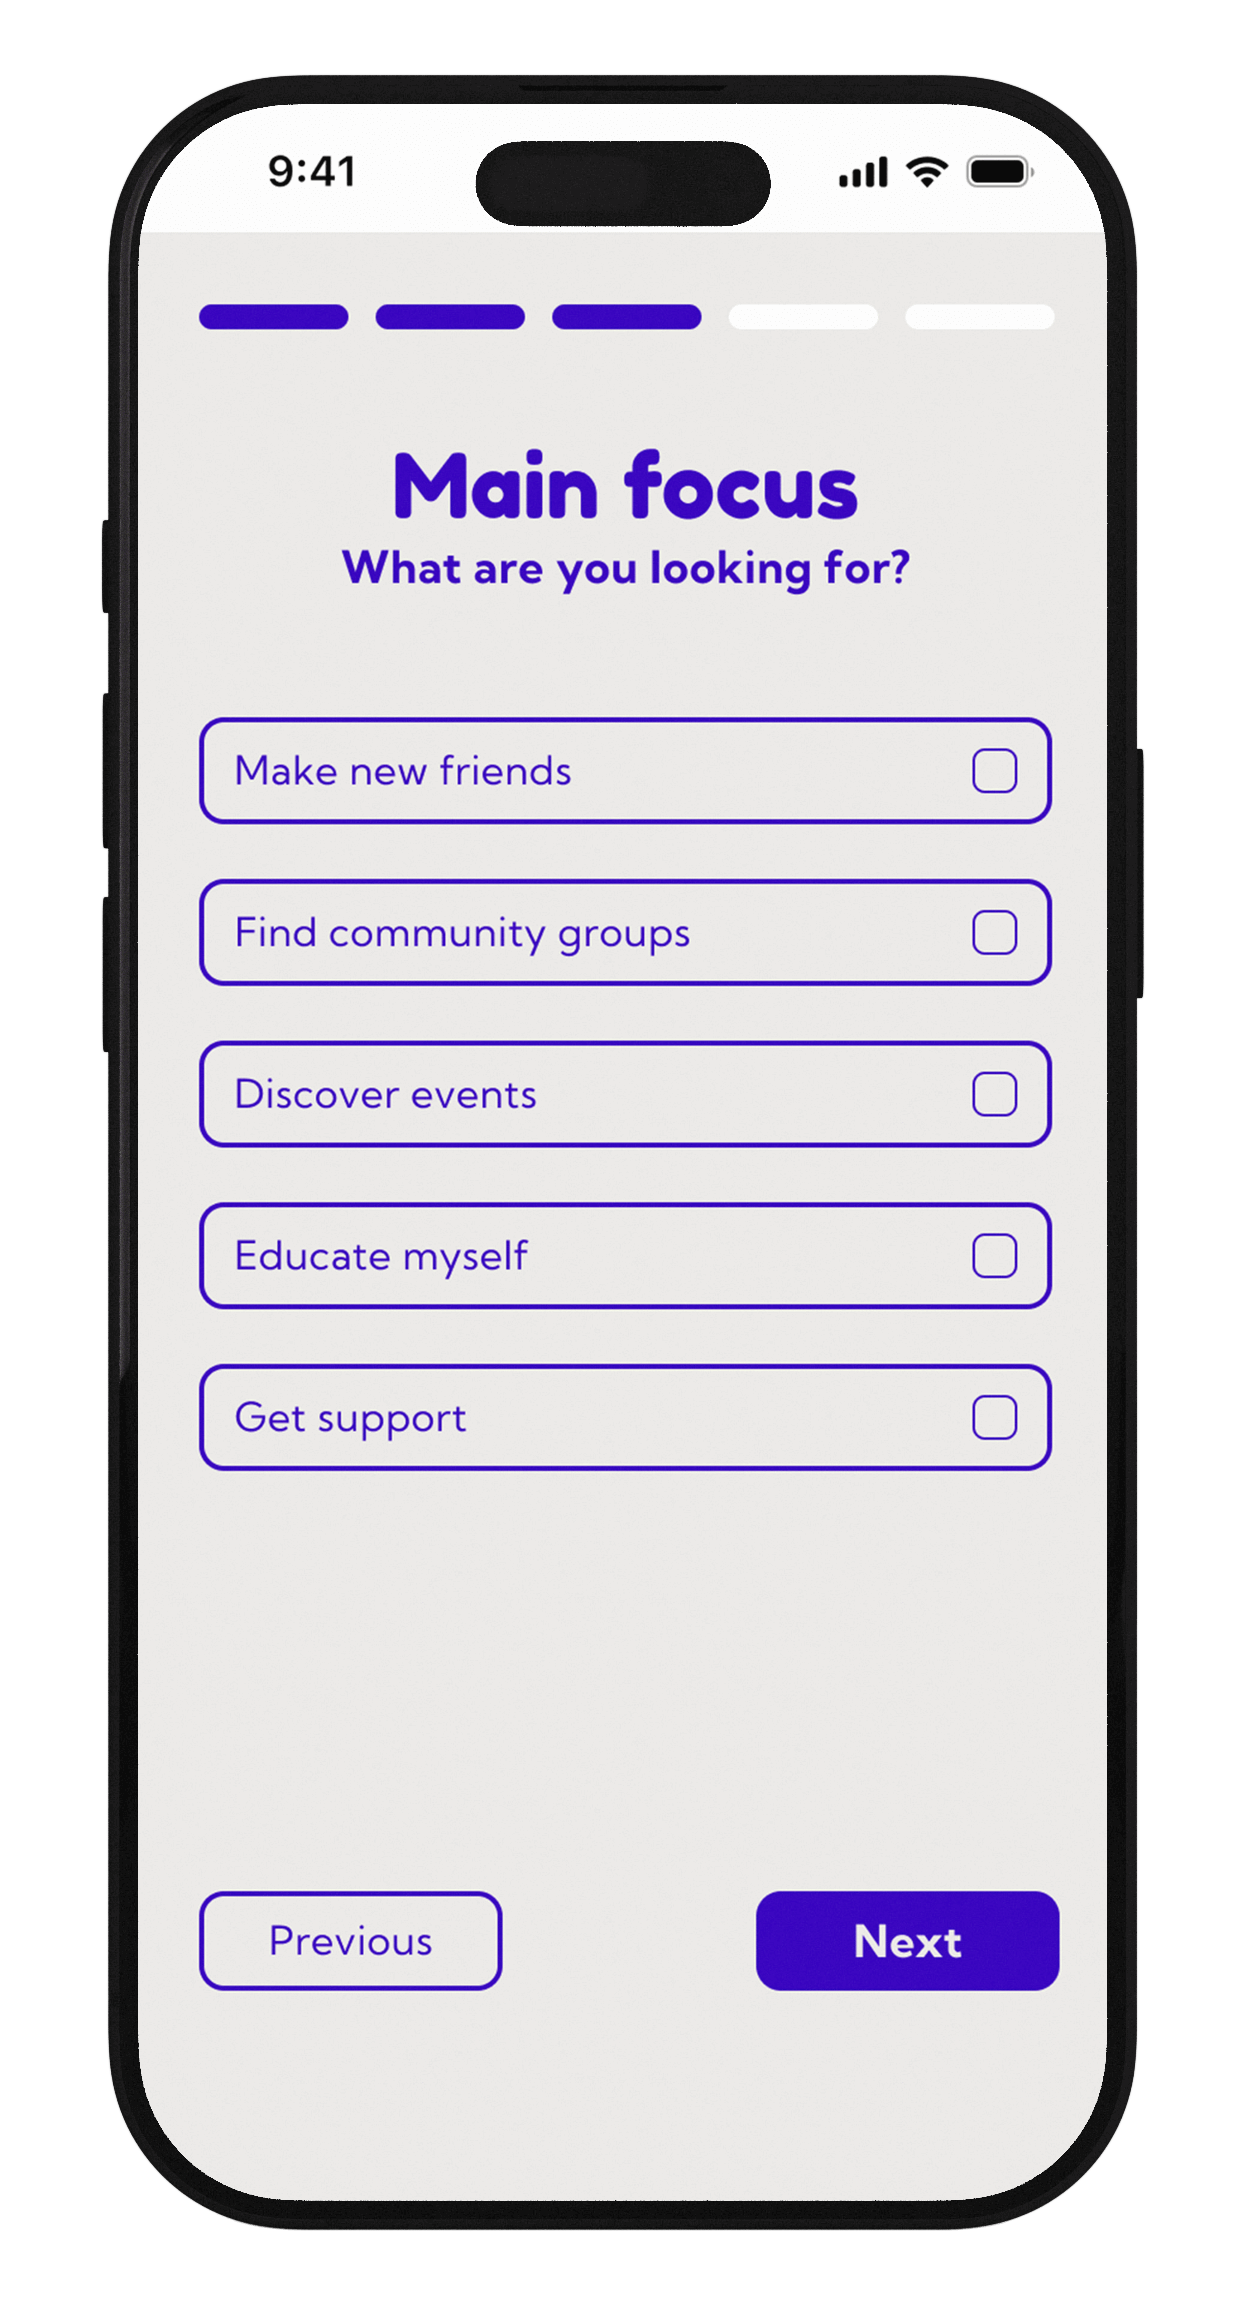 9:41
Main focus
What are you looking for?
Make new friends
Find community groups
Discover events
Educate myself
Get support
Previous
Next